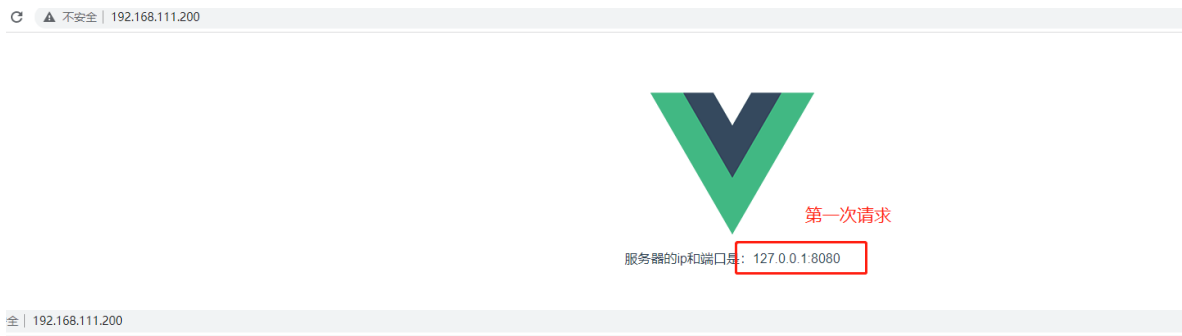 不安全 192.168.111.200
第一次请求
服务器的ip和端口是：127.0.0.1:8080
全 192.168.111.200